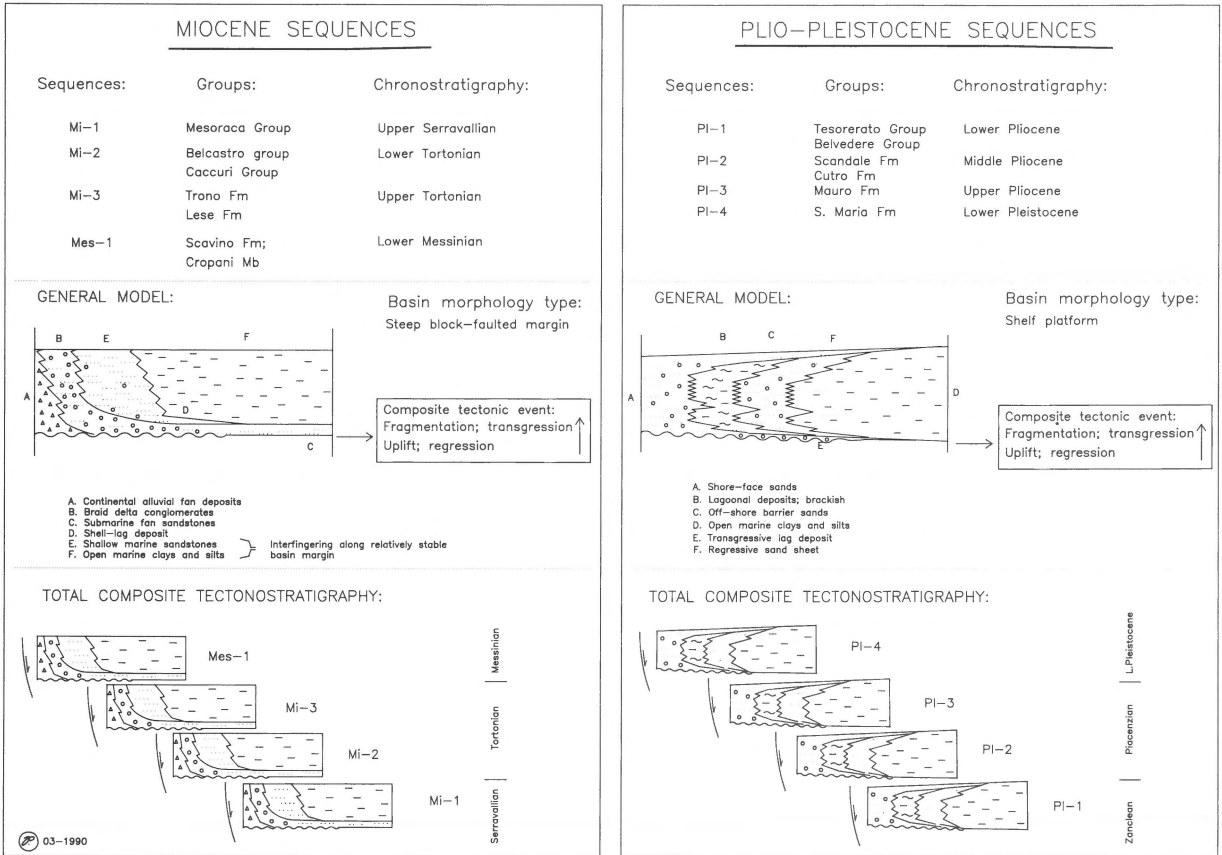 MIOCENE SEQUENCES
Sequences: Groups: Chronostratigraphy:
Mi-1 Mesoraca Group Upper Serravallian
Mi-2 Belcastro group Lower Tortonian
Caccuri Group
Mi-3 Trono Fm Upper Tortonian
Lese Fm
Mes-1 Scavino Fm; Lower Messinian
Cropani Mb
GENERAL MODEL:
Basin morphology type:
Steep block-faulted margin
B E F
A
D
C
Composite tectonic event:
Fragmentation; transgression
Uplift; regression
A. Continental alluvial fan deposits
B. Braid delta conglomerates
C. Submarine fan sandstones
D. Shell-lag deposit
E. Shallow marine sandstones
F. Open marine clays and silts
Interfingering along relatively stable
basin margin
TOTAL COMPOSITE TECTONOSTRATIGRAPHY:
Mes-1
Mi-3
Mi-2
Mi-1
Messinian
Tortonian
Serravallian
03-1990
PLIO-PLEISTOCENE SEQUENCES
Sequences: Groups: Chronostratigraphy:
Pl-1 Tesorerato Group Lower Pliocene
Belvedere Group
Pl-2 Scandale Fm Middle Pliocene
Cutro Fm
Pl-3 Mauro Fm Upper Pliocene
Pl-4 S. Maria Fm Lower Pleistocene
GENERAL MODEL:
Basin morphology type:
Shelf platform
B C F
A
D
E
Composite tectonic event:
Fragmentation; transgression
Uplift; regression
A. Shore-face sands
B. Lagoonal deposits; brackish
C. Off-shore barrier sands
D. Open marine clays and silts
E. Transgressive lag deposit
F. Regressive sand sheet
TOTAL COMPOSITE TECTONOSTRATIGRAPHY:
Pl-4
Pl-3
Pl-2
Pl-1
L.Pleistocene
Piacenzian
Zanclean